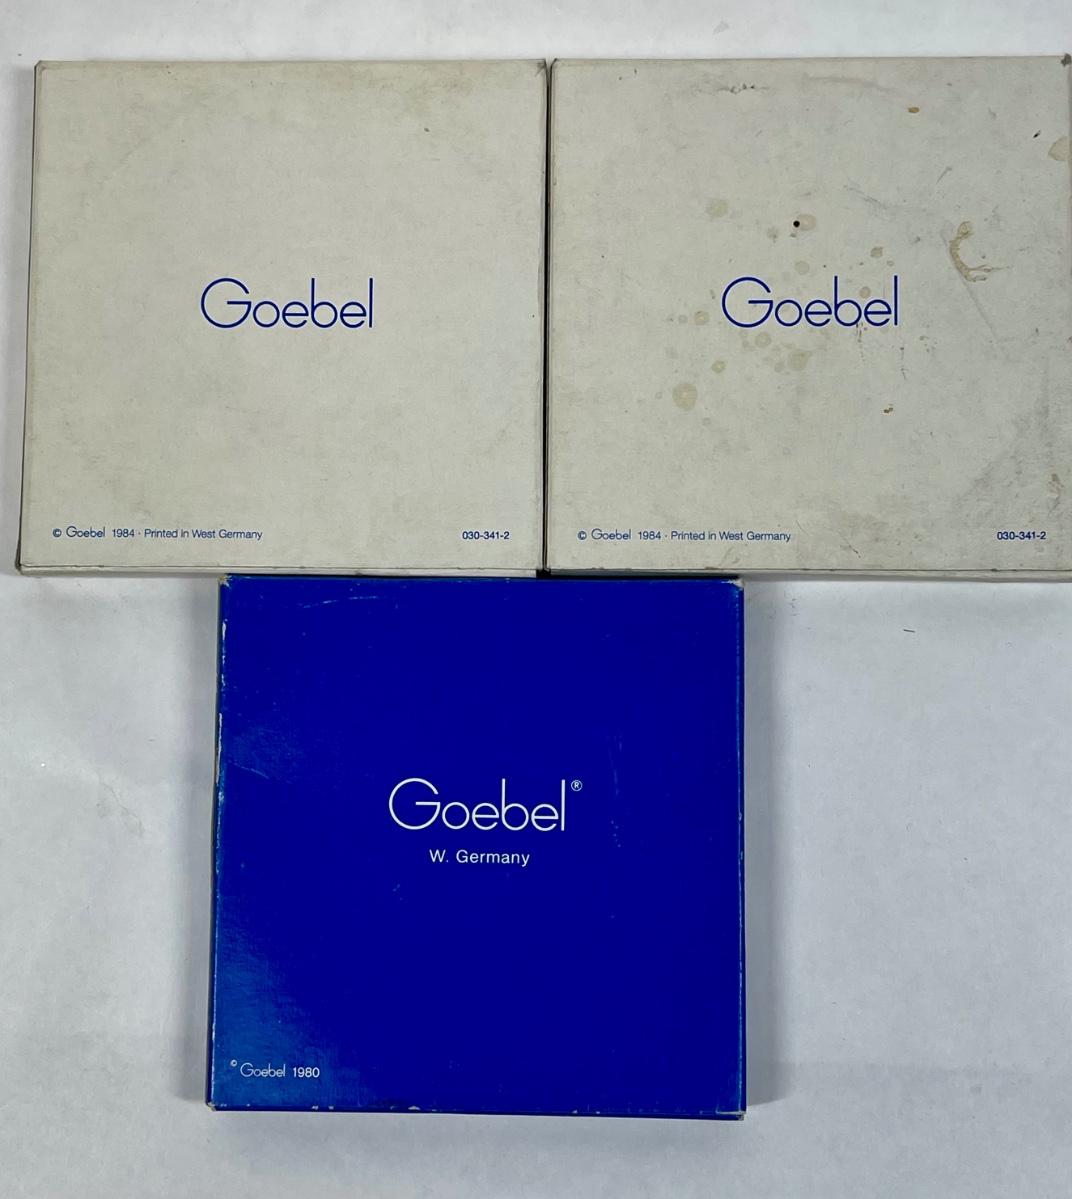 Goebel
© Goebel 1984 · Printed in West Germany 030-341-2
Goebel
© Goebel 1984 · Printed in West Germany 030-341-2
Goebel®
W. Germany
© Goebel 1980